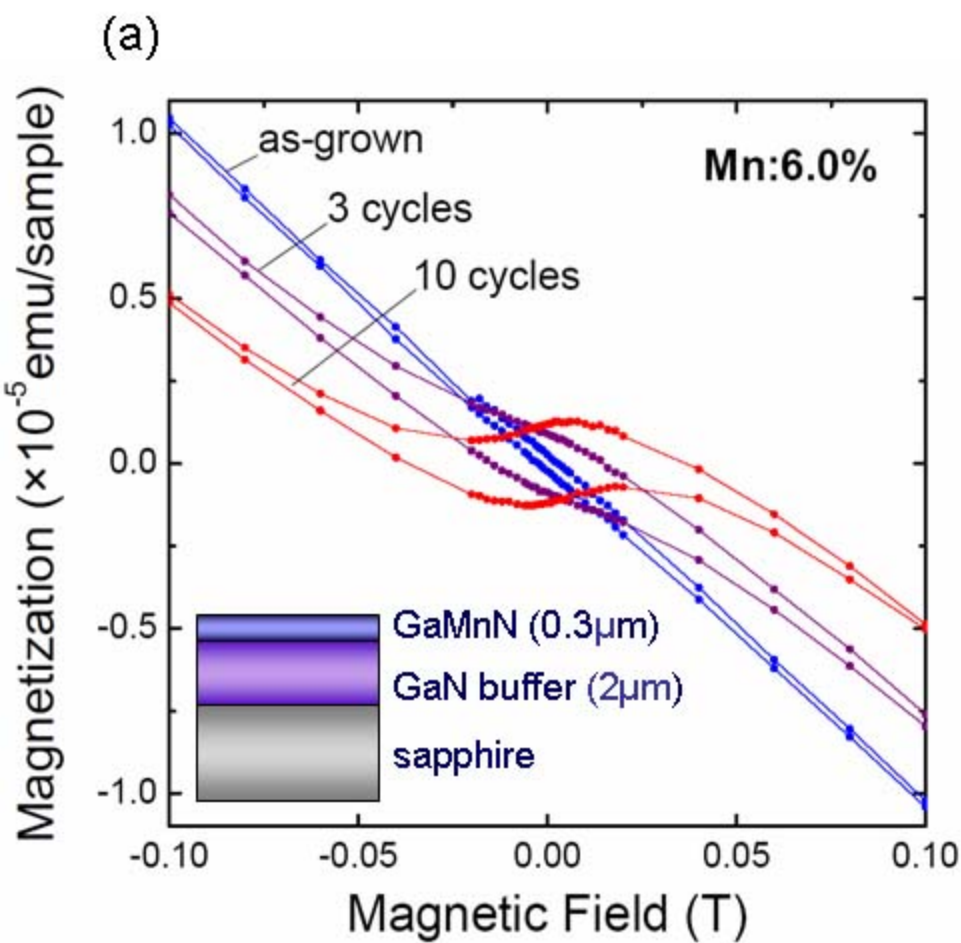 (a)
Magnetization (×10⁻⁵ emu/sample)
1.0
0.5
0.0
-0.5
-1.0
as-grown
3 cycles
10 cycles
Mn:6.0%
GaMnN (0.3µm)
GaN buffer (2µm)
sapphire
-0.10 -0.05 0.00 0.05 0.10
Magnetic Field (T)